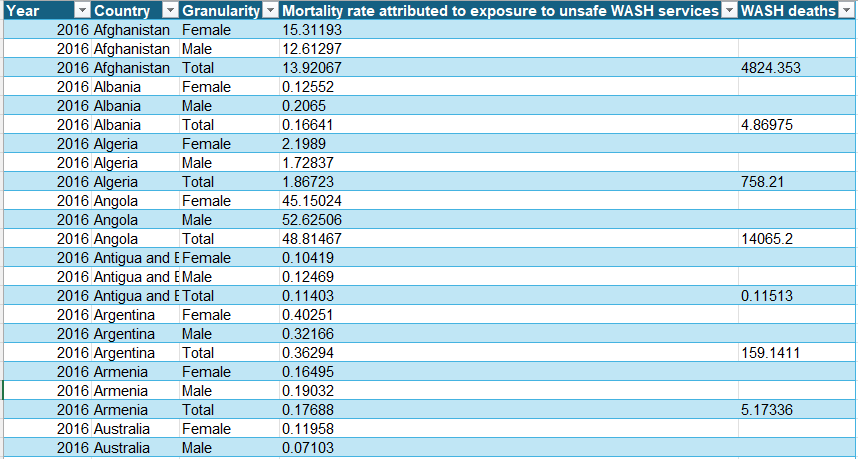 Year Country Granularity Mortality rate attributed to exposure to unsafe WASH services WASH deaths
2016 Afghanistan Female 15.31193
2016 Afghanistan Male 12.61297
2016 Afghanistan Total 13.92067 4824.353
2016 Albania Female 0.12552
2016 Albania Male 0.2065
2016 Albania Total 0.16641 4.86975
2016 Algeria Female 2.1989
2016 Algeria Male 1.72837
2016 Algeria Total 1.86723 758.21
2016 Angola Female 45.15024
2016 Angola Male 52.62506
2016 Angola Total 48.81467 14065.2
2016 Antigua and Female 0.10419
2016 Antigua and Male 0.12469
2016 Antigua and Total 0.11403 0.11513
2016 Argentina Female 0.40251
2016 Argentina Male 0.32166
2016 Argentina Total 0.36294 159.1411
2016 Armenia Female 0.16495
2016 Armenia Male 0.19032
2016 Armenia Total 0.17688 5.17336
2016 Australia Female 0.11958
2016 Australia Male 0.07103